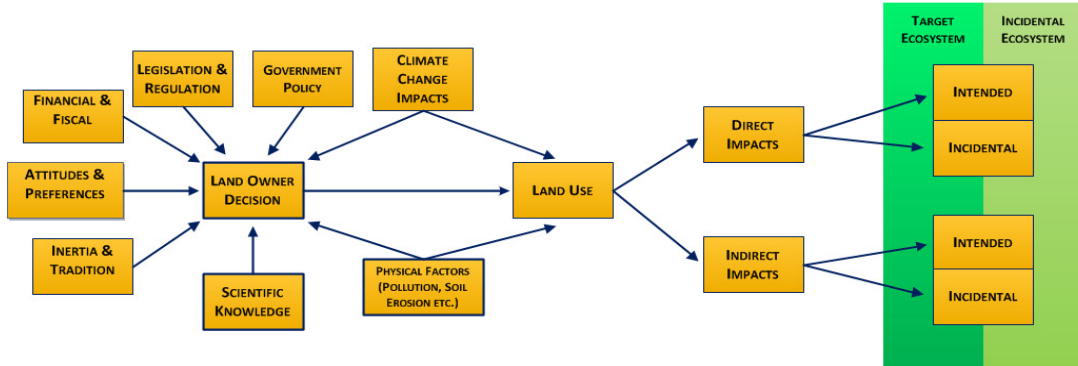 TARGET
ECOSYSTEM
INCIDENTAL
ECOSYSTEM
LEGISLATION &
REGULATION
GOVERNMENT
POLICY
CLIMATE
CHANGE
IMPACTS
FINANCIAL &
FISCAL
ATTITUDES &
PREFERENCES
INERTIA &
TRADITION
LAND OWNER
DECISION
SCIENTIFIC
KNOWLEDGE
PHYSICAL FACTORS
(POLLUTION, SOIL
EROSION ETC.)
LAND USE
DIRECT
IMPACTS
INDIRECT
IMPACTS
INTENDED
INCIDENTAL
INTENDED
INCIDENTAL